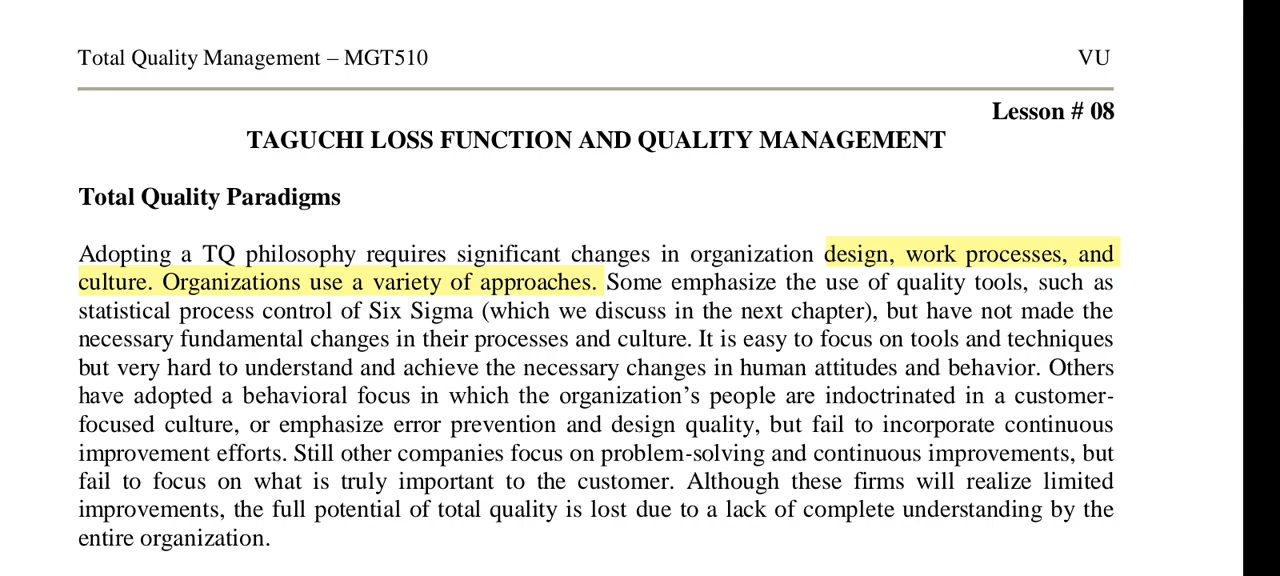 Total Quality Management – MGT510 VU
Lesson # 08
TAGUCHI LOSS FUNCTION AND QUALITY MANAGEMENT
Total Quality Paradigms
Adopting a TQ philosophy requires significant changes in organization design, work processes, and
culture. Organizations use a variety of approaches. Some emphasize the use of quality tools, such as
statistical process control of Six Sigma (which we discuss in the next chapter), but have not made the
necessary fundamental changes in their processes and culture. It is easy to focus on tools and techniques
but very hard to understand and achieve the necessary changes in human attitudes and behavior. Others
have adopted a behavioral focus in which the organization’s people are indoctrinated in a customer-
focused culture, or emphasize error prevention and design quality, but fail to incorporate continuous
improvement efforts. Still other companies focus on problem-solving and continuous improvements, but
fail to focus on what is truly important to the customer. Although these firms will realize limited
improvements, the full potential of total quality is lost due to a lack of complete understanding by the
entire organization.